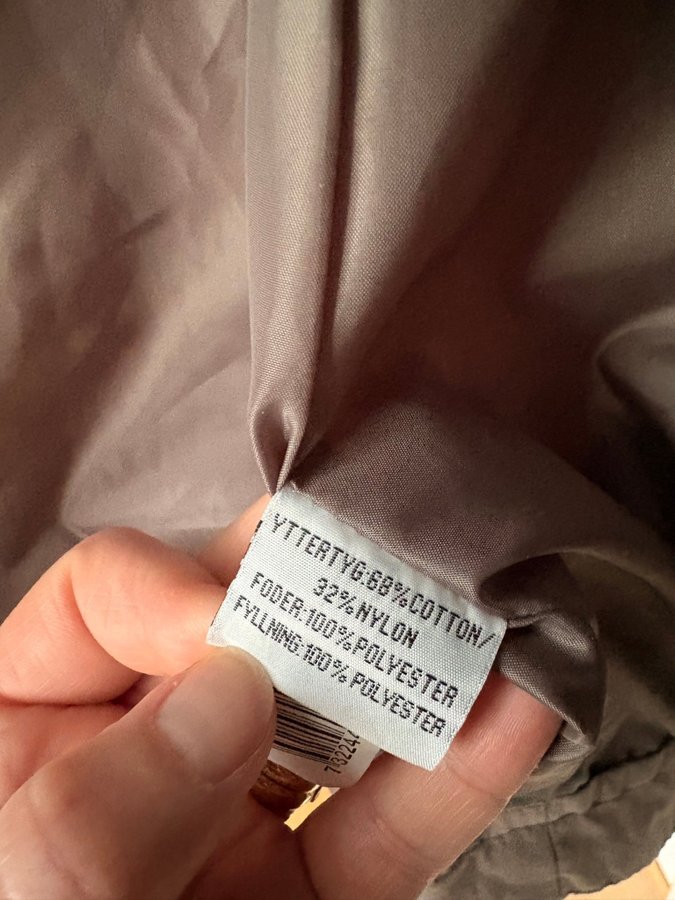 YTTERTYG:68%COTTON/
32%NYLON
FODER:100%POLYESTER
FYLLNING:100%POLYESTER